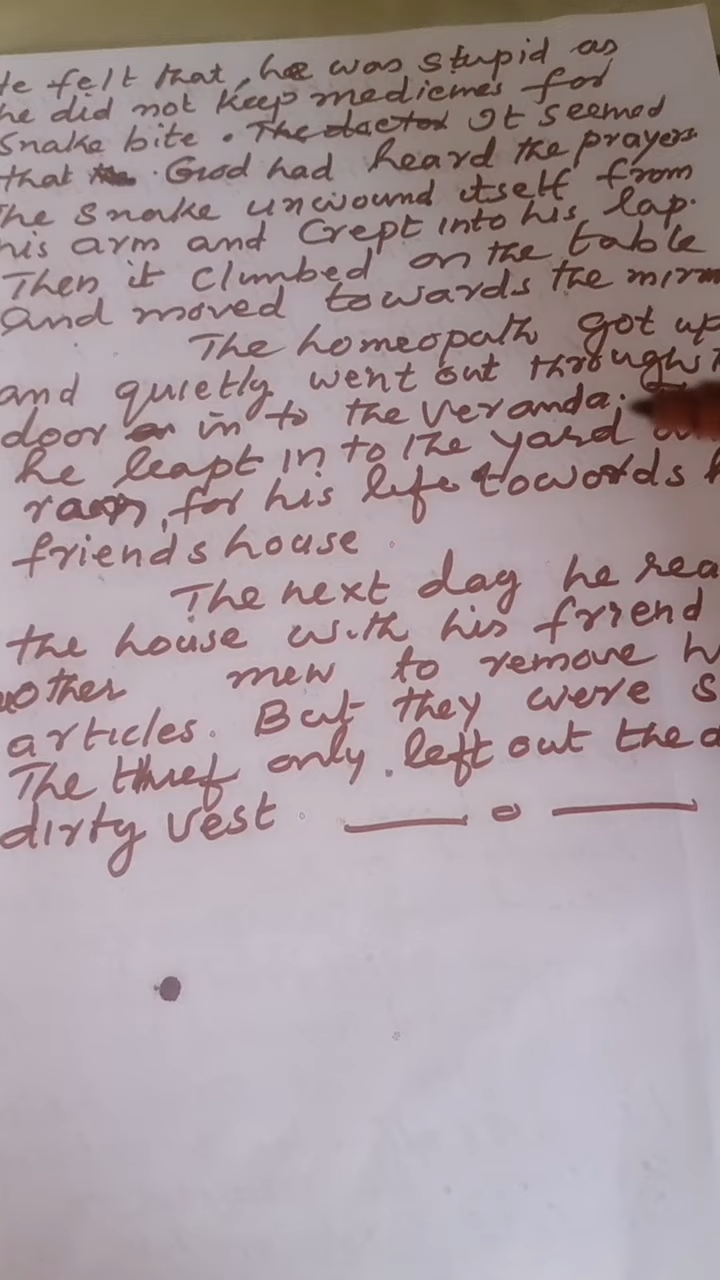 He felt that, he was stupid as
he did not keep medicines for
Snake bite. The doctor It seemed
that the. God had heard the prayers.
The snake unwound itself from
his arm and crept into his lap.
Then it climbed on the table
and moved towards the
The homeopath got up
and quietly went out through
door in to the veranda.
he leapt in to the yard
ran, for his life towards
friends house.
The next day he
the house with his friend
other men to remove
articles. But they were
The thief only. left out the
dirty vest. — o —